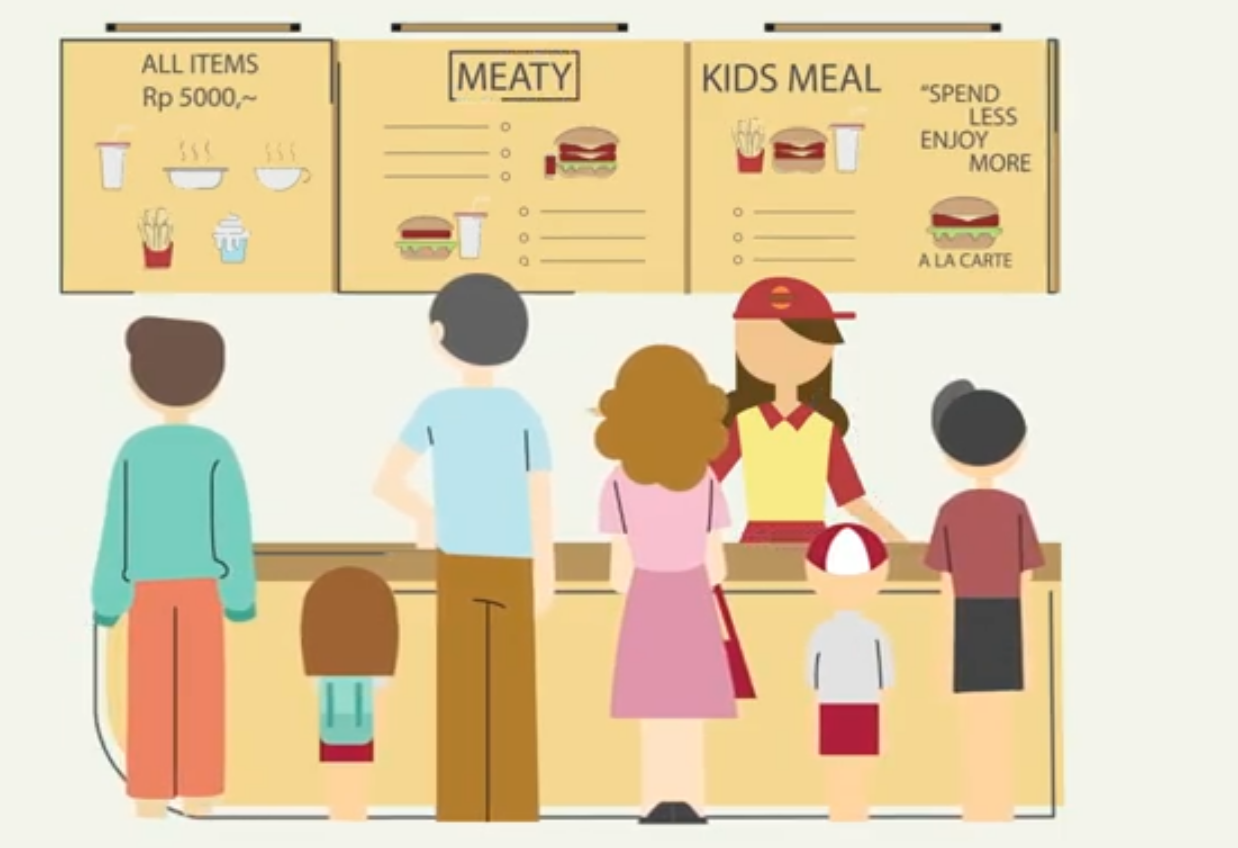 ALL ITEMS
Rp 5000,~
MEATY
KIDS MEAL
"SPEND
LESS
ENJOY
MORE
A LA CARTE